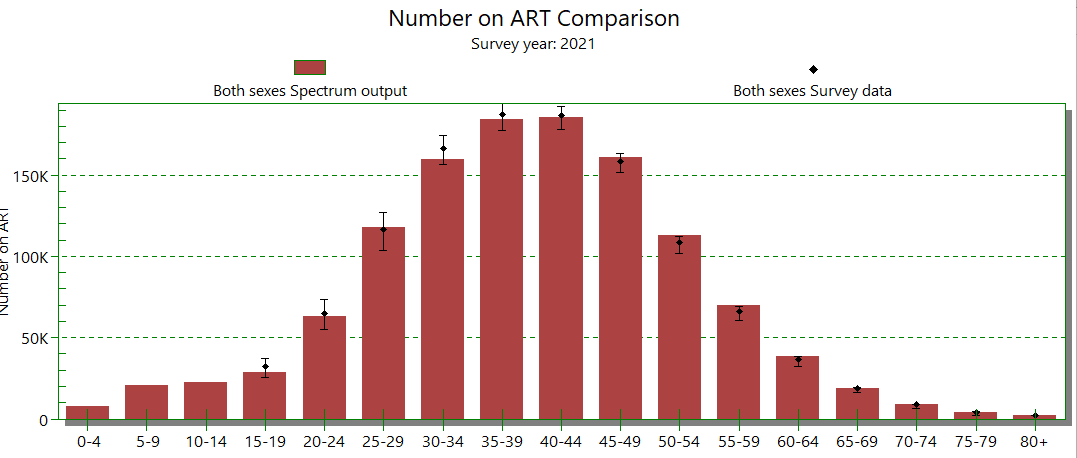 Number on ART Comparison
Survey year: 2021
Both sexes Spectrum output
Both sexes Survey data
Number on ART
150K
100K
50K
0
0-4 5-9 10-14 15-19 20-24 25-29 30-34 35-39 40-44 45-49 50-54 55-59 60-64 65-69 70-74 75-79 80+